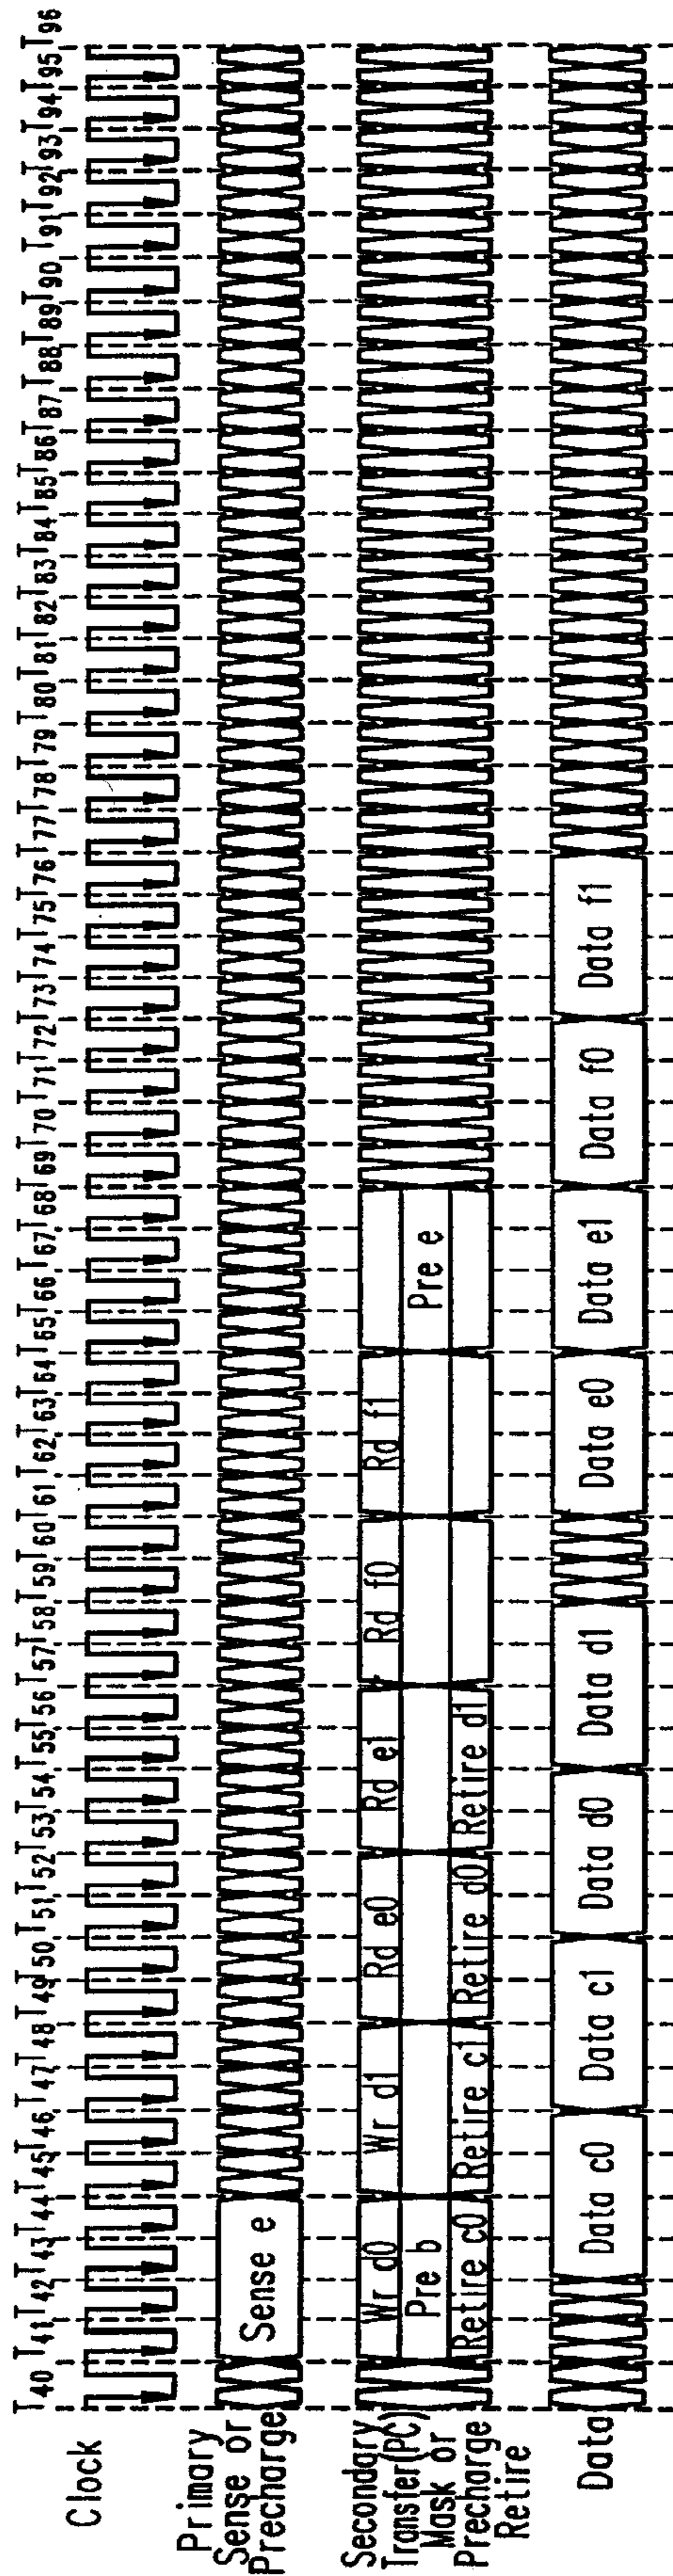 T40 T41 T42 T43 T44 T45 T46 T47 T48 T49 T50 T51 T52 T53 T54 T55 T56 T57 T58 T59 T60 T61 T62 T63 T64 T65 T66 T67 T68 T69 T70 T71 T72 T73 T74 T75 T76 T77 T78 T79 T80 T81 T82 T83 T84 T85 T86 T87 T88 T89 T90 T91 T92 T93 T94 T95 T96
Clock
Primary
Sense or
Precharge
Sense e
Secondary
Transfer(PC)
Mask or
Precharge
Retire
Wr d0 Wr d1 Rd e0 Rd e1 Rd f0 Rd f1
Pre b Pre e
Retire c0 Retire c1 Retire d0 Retire d1
Data
Data c0 Data c1 Data d0 Data d1 Data e0 Data e1 Data f0 Data f1